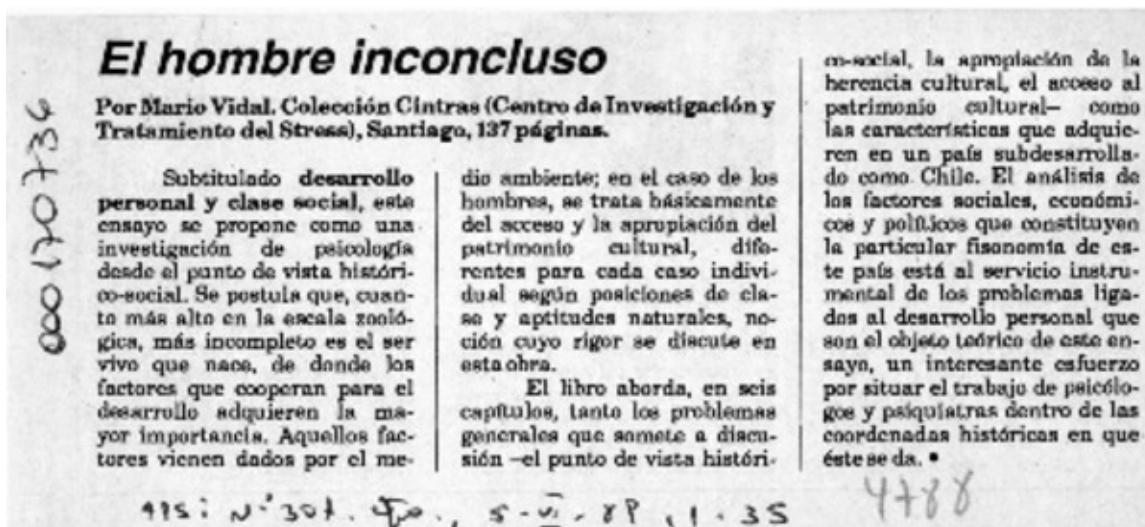 El hombre inconcluso
Por Mario Vidal. Colección Cintras (Centro de Investigación y
Tratamiento del Stress), Santiago, 137 páginas.
Subtitulado desarrollo
personal y clase social, este
ensayo se propone como una
investigación de psicología
desde el punto de vista históri-
co-social. Se postula que, cuan-
to más alto en la escala zooló-
gica, más incompleto es el ser
vivo que nace, de donde los
factores que cooperan para el
desarrollo adquieren la ma-
yor importancia. Aquellos fac-
tores vienen dados por el me-
dio ambiente; en el caso de los
hombres, se trata básicamente
del acceso y la apropiación del
patrimonio cultural, dife-
rentes para cada caso indivi-
dual según posiciones de cla-
se y aptitudes naturales, no-
ción cuyo rigor se discute en
esta obra.
El libro aborda, en seis
capítulos, tanto los problemas
generales que somete a discu-
sión —el punto de vista históri-
co-social, la apropiación de la
herencia cultural, el acceso al
patrimonio cultural— como
las características que adquie-
ren en un país subdesarrolla-
do como Chile. El análisis de
los factores sociales, económi-
cos y políticos que constituyen
la particular fisonomía de es-
te país está al servicio instru-
mental de los problemas liga-
dos al desarrollo personal que
son el objeto teórico de este en-
sayo, un interesante esfuerzo
por situar el trabajo de psicólo-
gos y psiquiatras dentro de las
coordenadas históricas en que
éste se da. •
000170736
4788